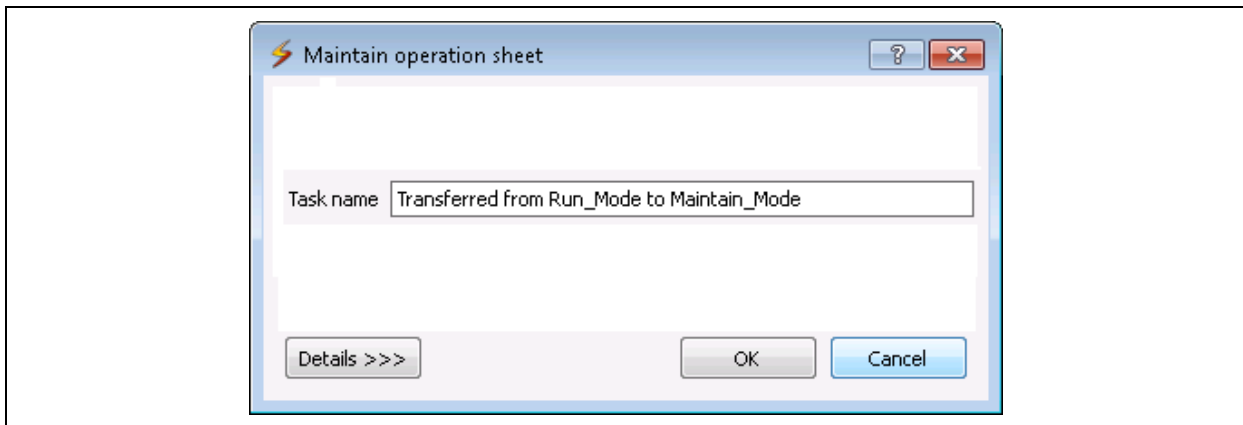 Maintain operation sheet
Task name Transferred from Run_Mode to Maintain_Mode
Details >>> OK Cancel